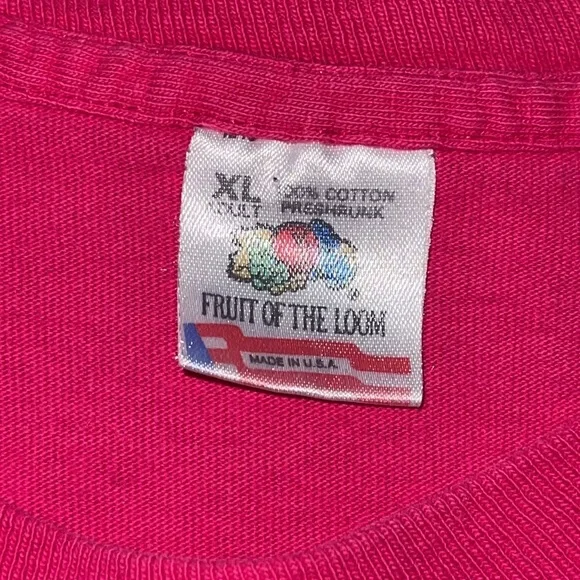 XL 100% COTTON
ADULT PRESHRUNK
FRUIT OF THE LOOM
®
MADE IN U.S.A.